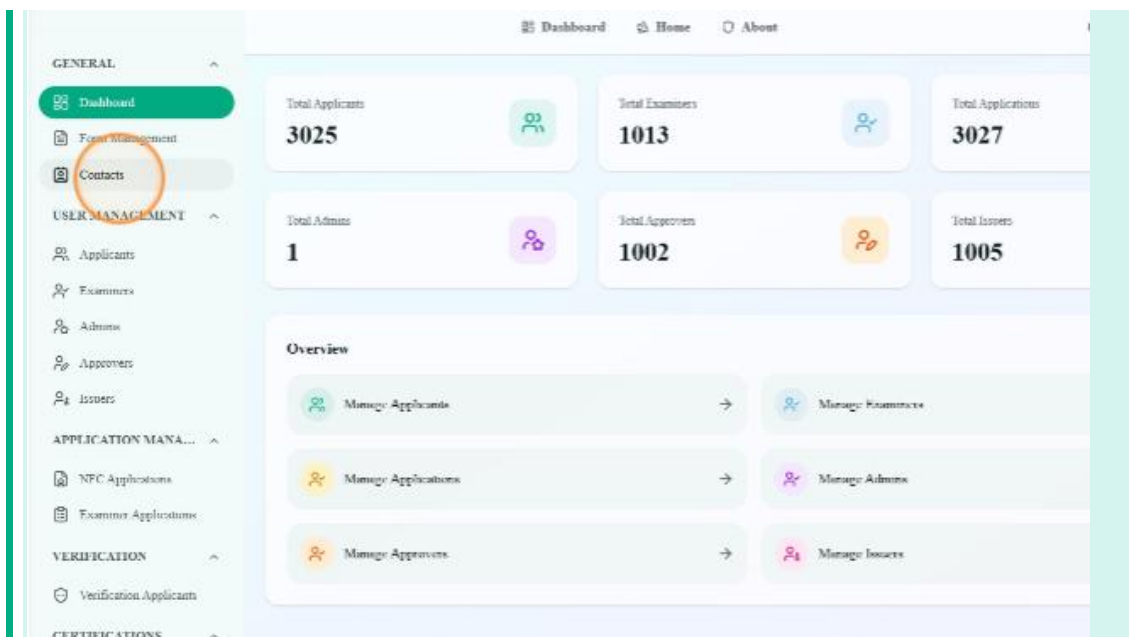 Dashboard Home About
GENERAL
Dashboard
Form Management
Contacts
USER MANAGEMENT
Applicants
Examiners
Admins
Approvers
Issuers
APPLICATION MANA...
NFC Applications
Examiner Applications
VERIFICATION
Verification Applicants
CERTIFICATIONS
Total Applicants
3025
Total Examiners
1013
Total Applications
3027
Total Admins
1
Total Approvers
1002
Total Issuers
1005
Overview
Manage Applicants
Manage Examiners
Manage Applications
Manage Admins
Manage Approvers
Manage Issuers